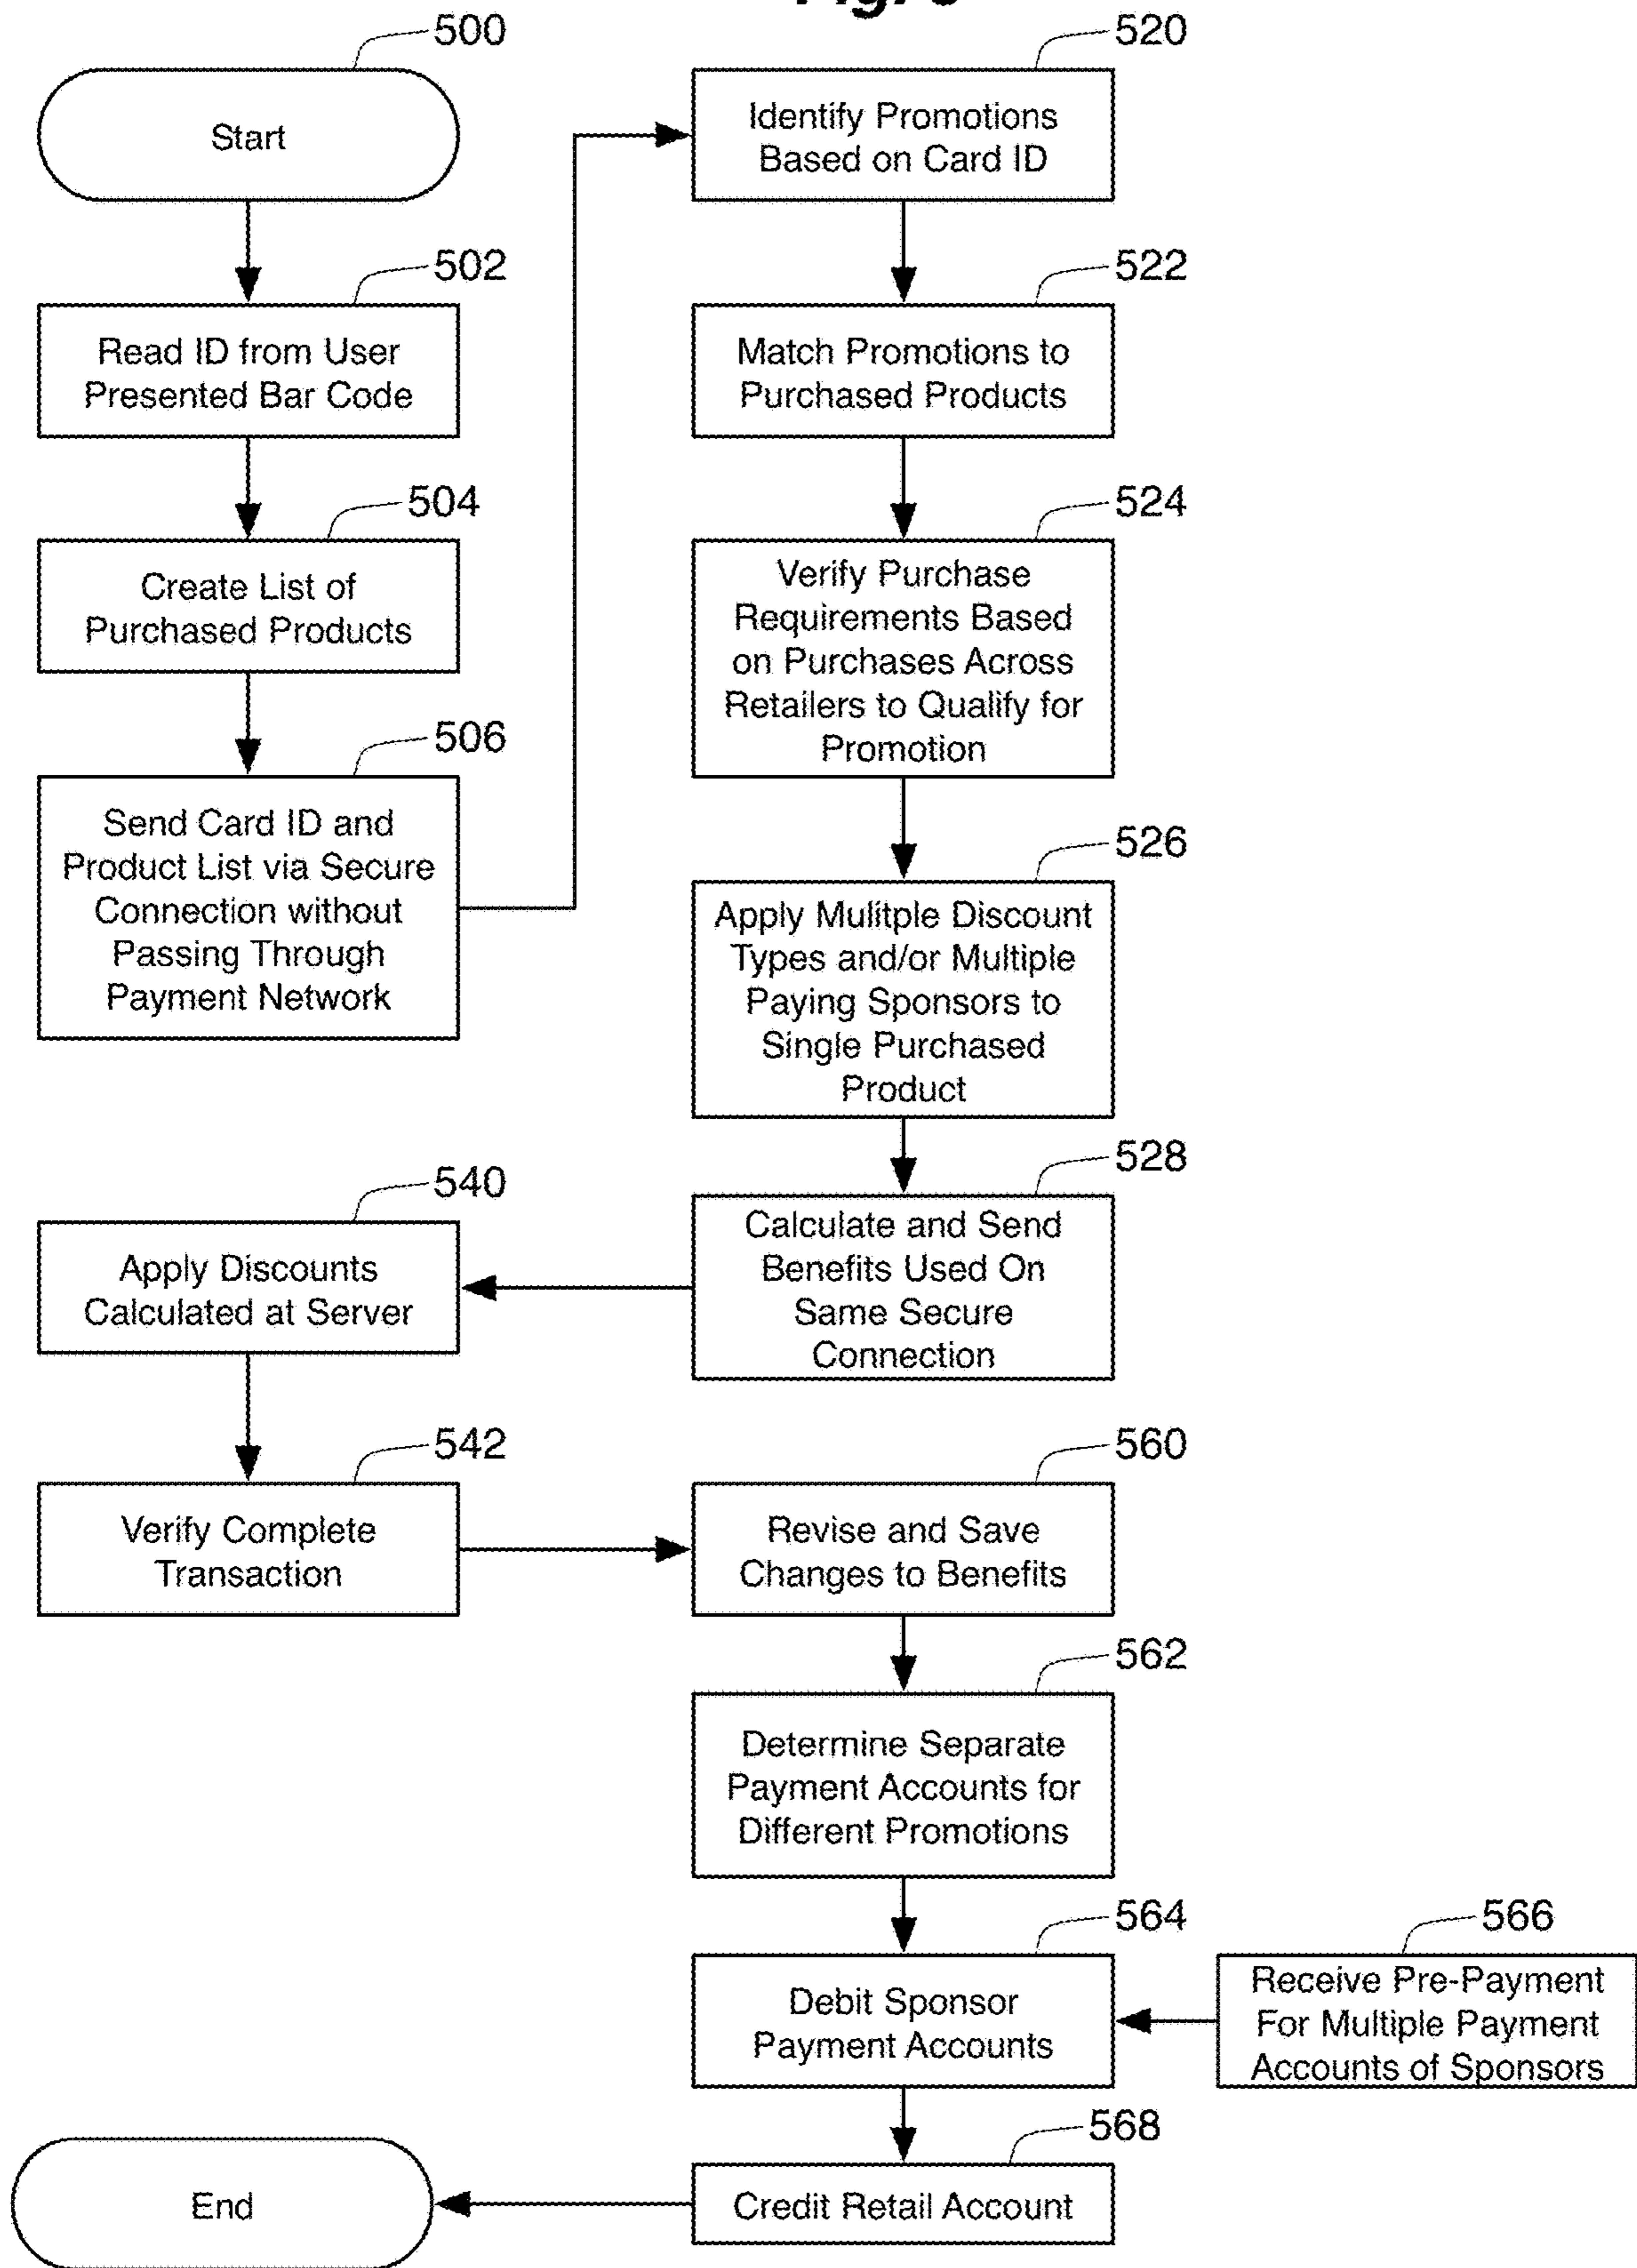 500
Start
502
Read ID from User
Presented Bar Code
504
Create List of
Purchased Products
506
Send Card ID and
Product List via Secure
Connection without
Passing Through
Payment Network
520
Identify Promotions
Based on Card ID
522
Match Promotions to
Purchased Products
524
Verify Purchase
Requirements Based
on Purchases Across
Retailers to Qualify for
Promotion
526
Apply Mulitple Discount
Types and/or Multiple
Paying Sponsors to
Single Purchased
Product
528
Calculate and Send
Benefits Used On
Same Secure
Connection
540
Apply Discounts
Calculated at Server
542
Verify Complete
Transaction
560
Revise and Save
Changes to Benefits
562
Determine Separate
Payment Accounts for
Different Promotions
564
Debit Sponsor
Payment Accounts
566
Receive Pre-Payment
For Multiple Payment
Accounts of Sponsors
568
Credit Retail Account
End